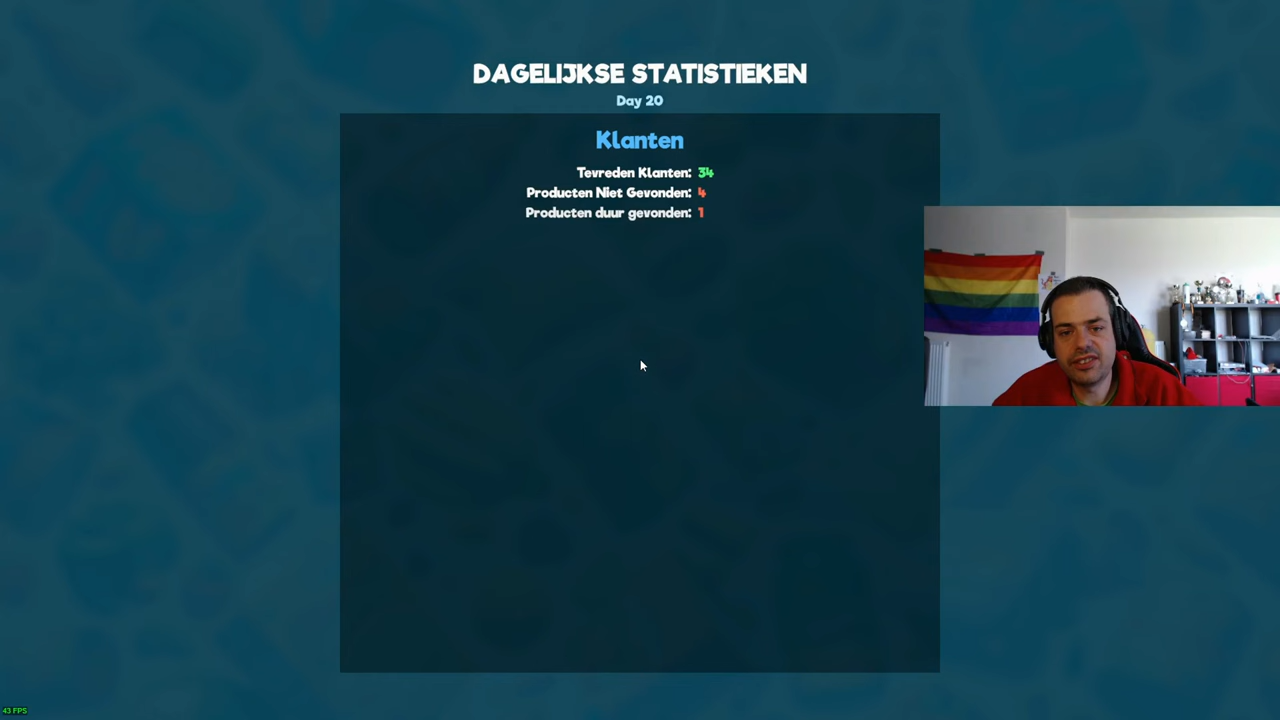 DAGELIJKSE STATISTIEKEN
Day 20
Klanten
Tevreden Klanten: 34
Producten Niet Gevonden: 4
Producten duur gevonden: 1
43 FPS